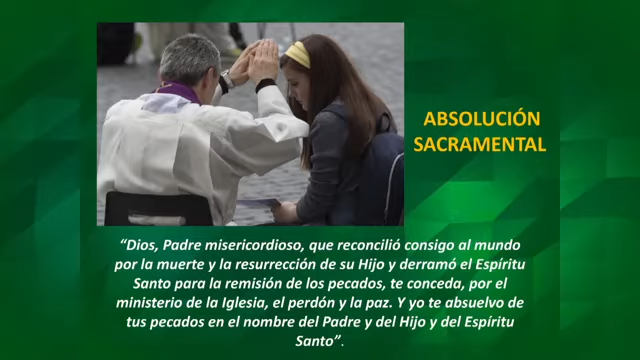 ABSOLUCIÓN
SACRAMENTAL
“Dios, Padre misericordioso, que reconcilió consigo al mundo
por la muerte y la resurrección de su Hijo y derramó el Espíritu
Santo para la remisión de los pecados, te conceda, por el
ministerio de la Iglesia, el perdón y la paz. Y yo te absuelvo de
tus pecados en el nombre del Padre y del Hijo y del Espíritu
Santo”.